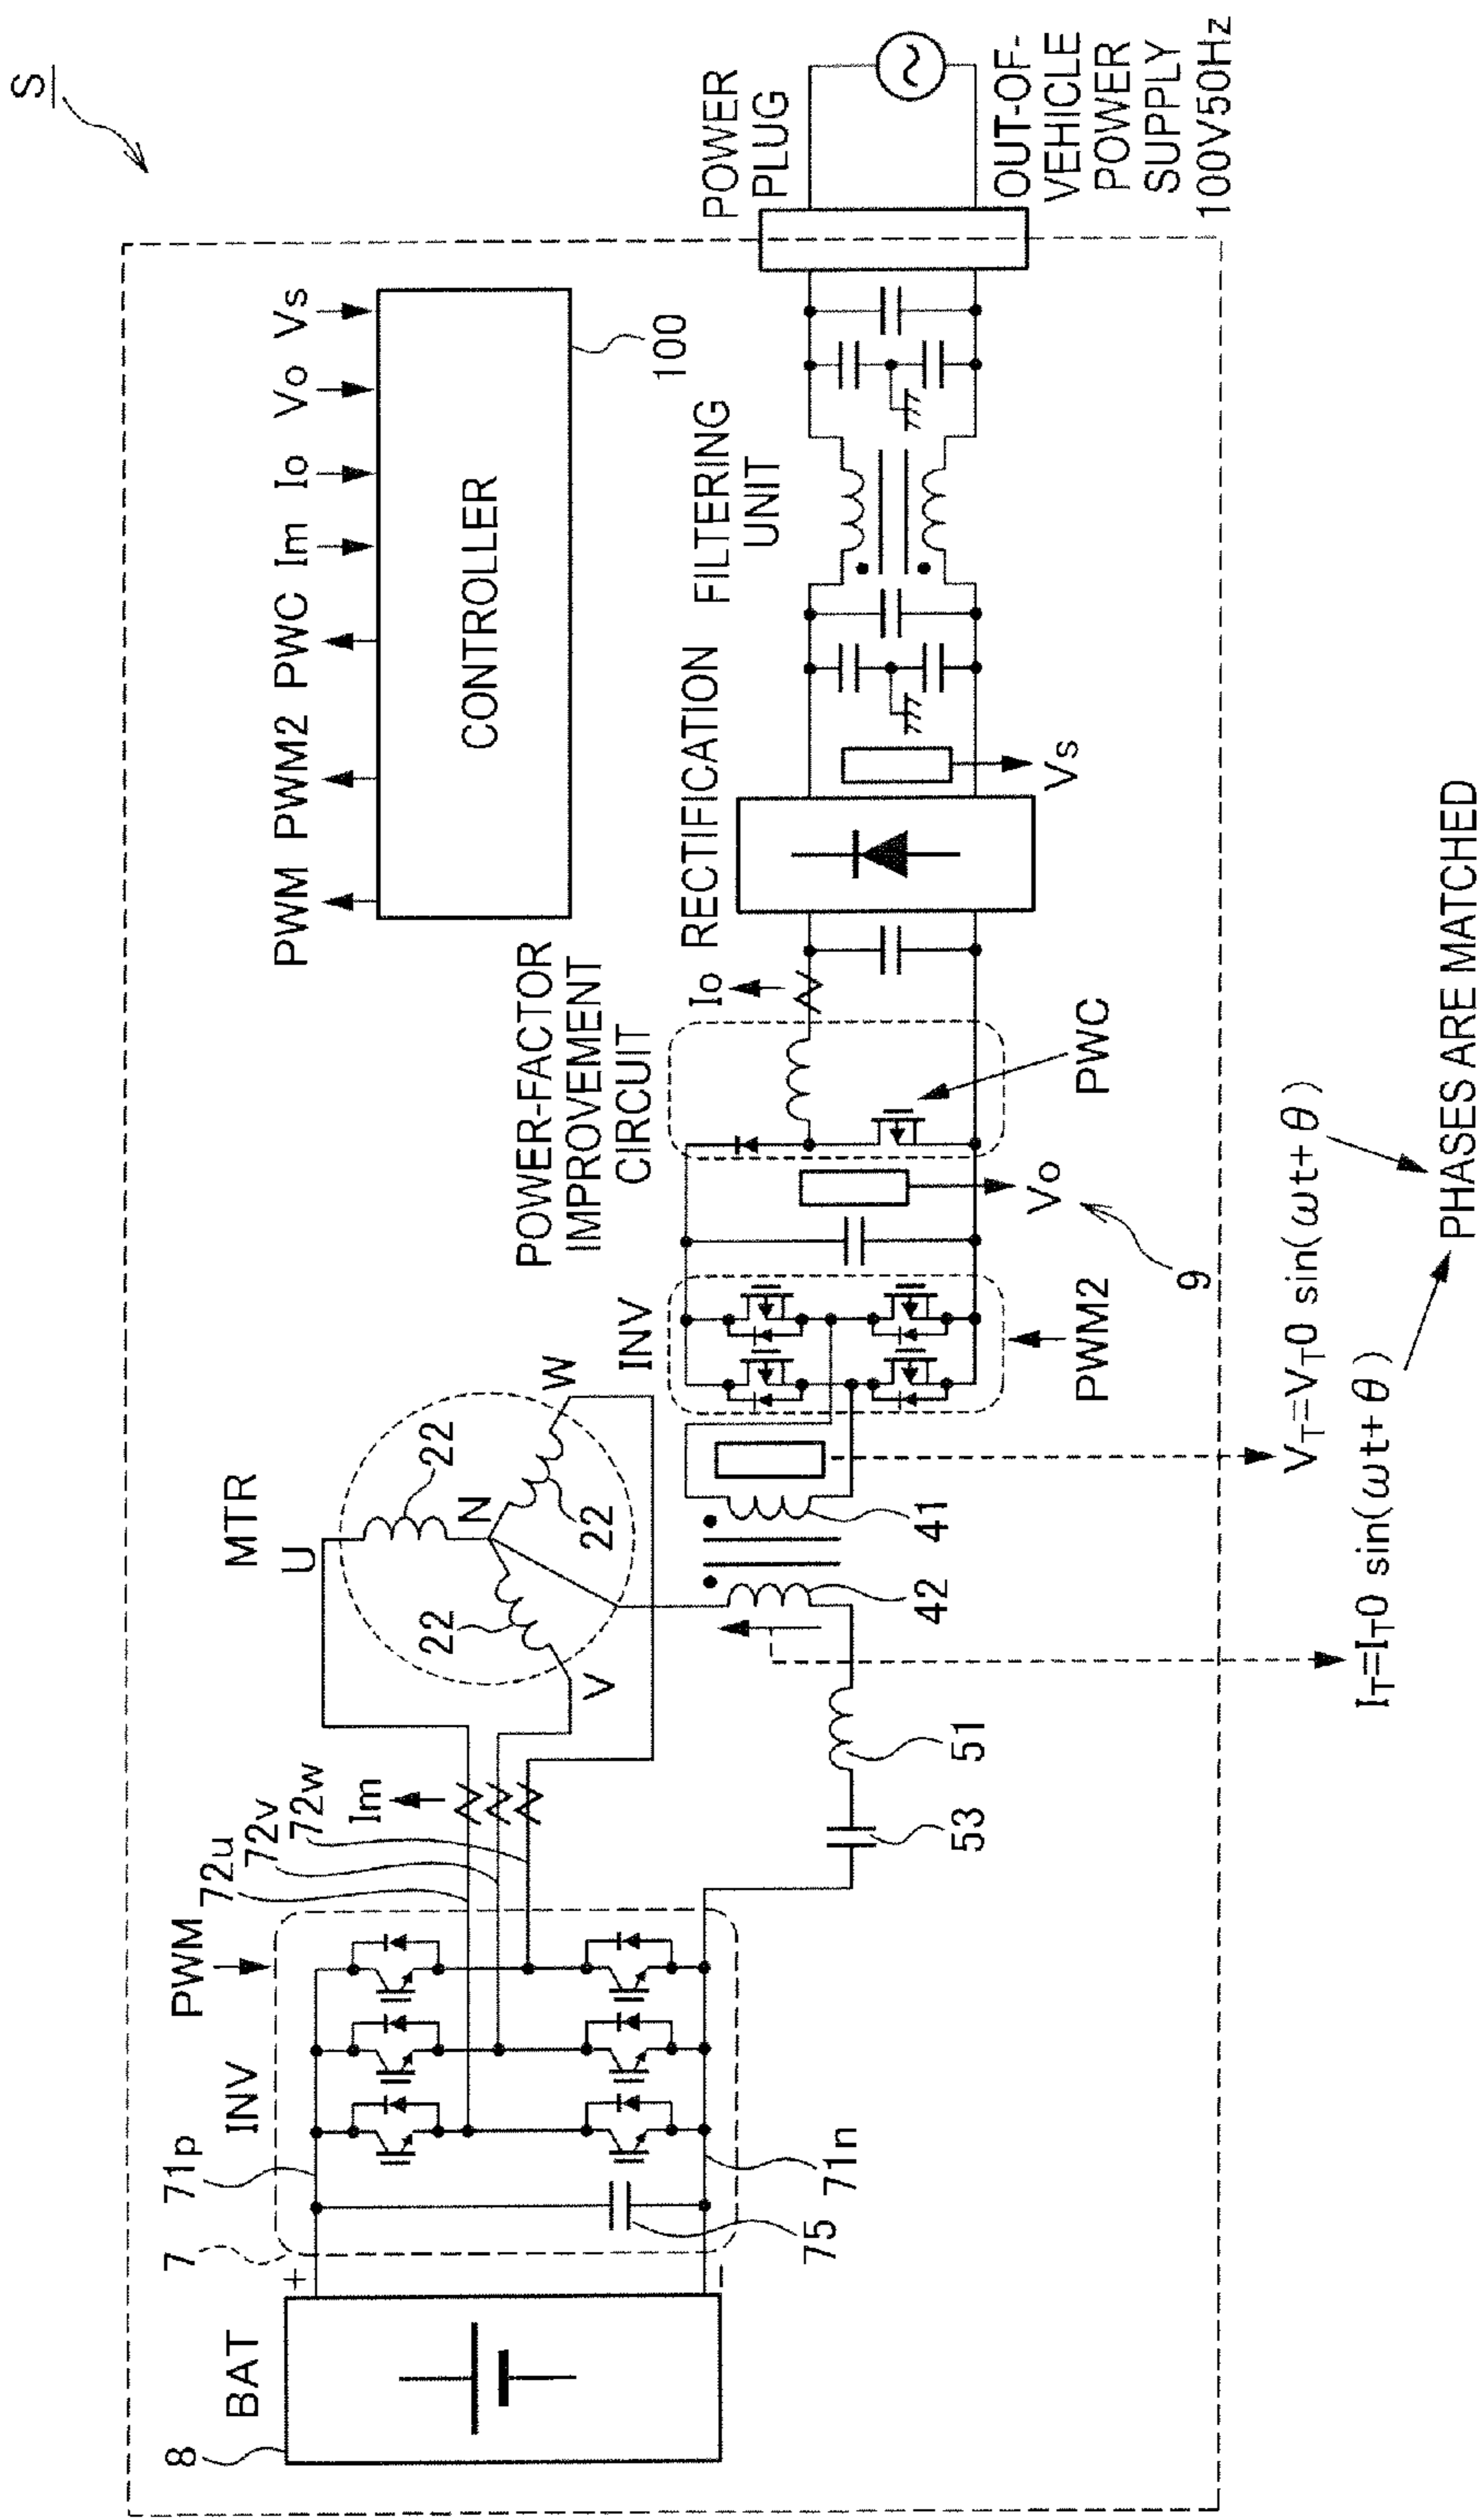 S
BAT
8
7
+
−
71p
71n
75
INV
PWM
72u
72v
72w
Im
MTR
U
V
W
N
22
22
22
53
51
42
41
INV
PWM2
POWER-FACTOR
IMPROVEMENT
CIRCUIT
Vo
9
PWC
Io
RECTIFICATION
Vs
FILTERING
UNIT
POWER
PLUG
OUT-OF-
VEHICLE
POWER
SUPPLY
100V50Hz
PWM
PWM2
PWC
Im
Io
Vo
Vs
CONTROLLER
100
VT=VT0 sin(ωt+θ)
IT=IT0 sin(ωt+θ)
PHASES ARE MATCHED